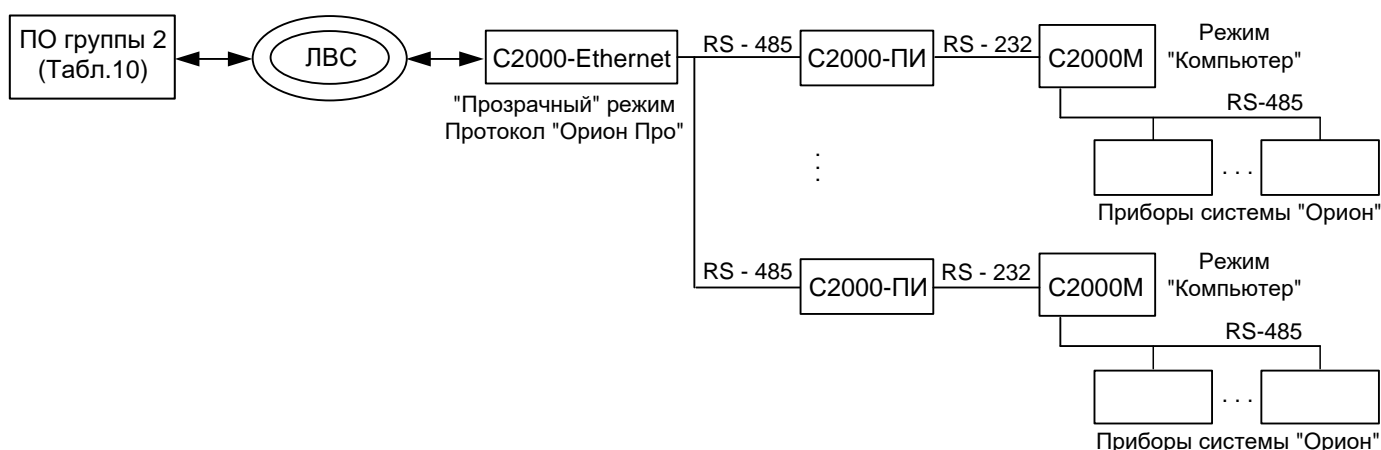 ПО группы 2
(Табл.10)
ЛВС
С2000-Ethernet
"Прозрачный" режим
Протокол "Орион Про"
RS - 485
С2000-ПИ
RS - 232
С2000М
Режим
"Компьютер"
RS-485
. . .
Приборы системы "Орион"
RS - 485
С2000-ПИ
RS - 232
С2000М
Режим
"Компьютер"
RS-485
. . .
Приборы системы "Орион"